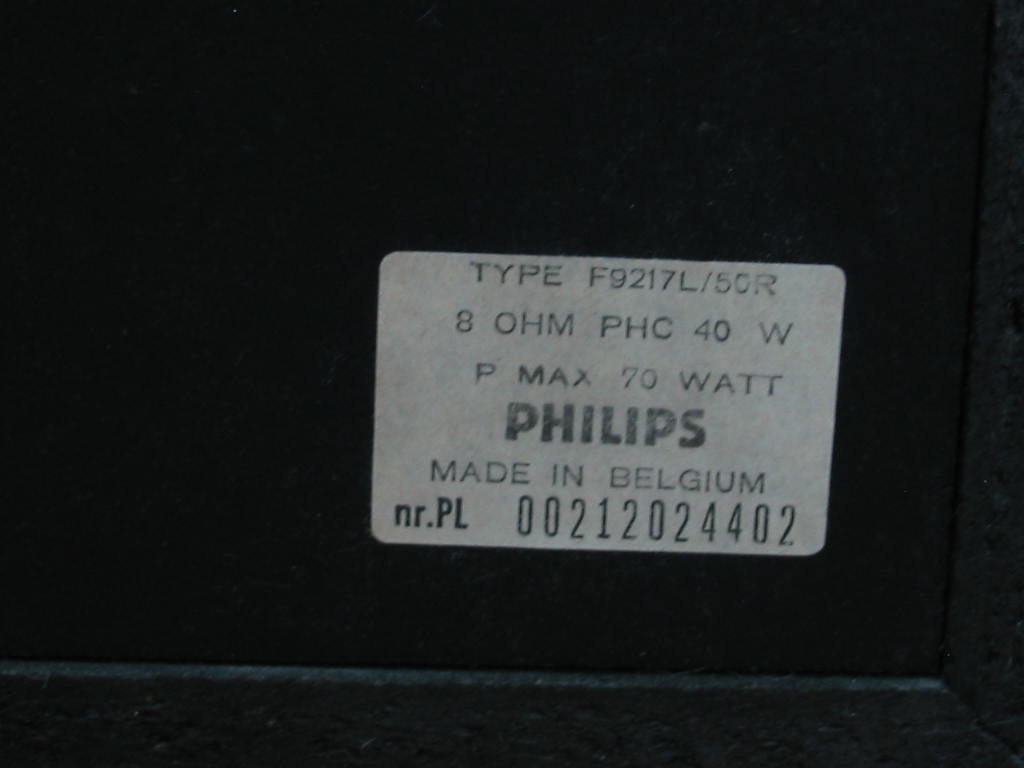 TYPE F9217L/50R
8 OHM PHC 40 W
P MAX 70 WATT
PHILIPS
MADE IN BELGIUM
nr.PL 00212024402